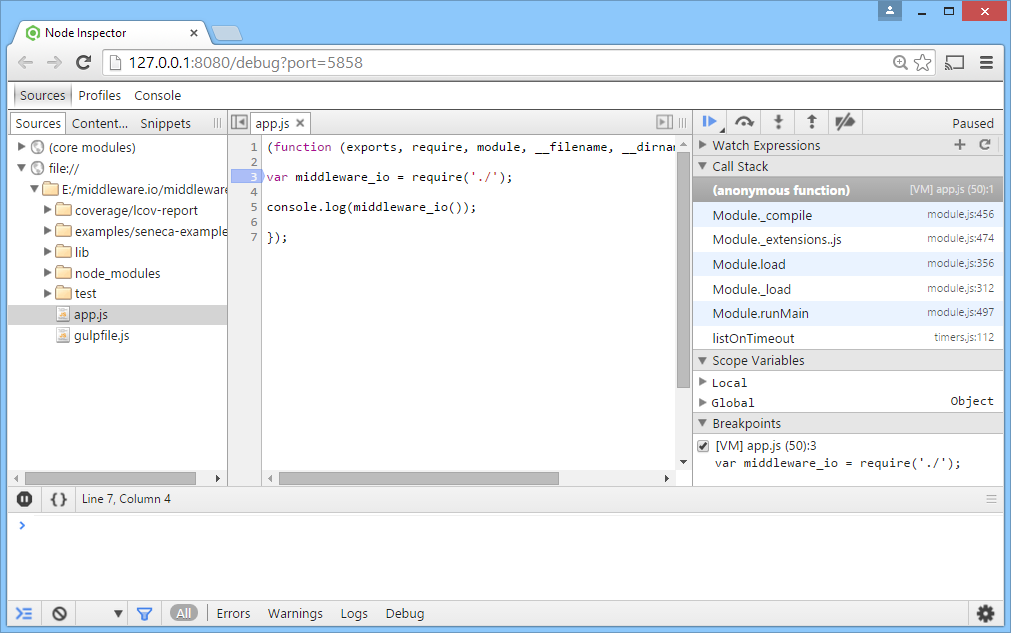 Node Inspector
127.0.0.1:8080/debug?port=5858
Sources Profiles Console
Sources Content... Snippets
app.js
Paused
(core modules)
file://
E:/middleware.io/middleware
coverage/lcov-report
examples/seneca-example
lib
node_modules
test
app.js
gulpfile.js
1 (function (exports, require, module, __filename, __dirnam
2
3 var middleware_io = require('./');
4
5 console.log(middleware_io());
6
7 });
Watch Expressions
Call Stack
(anonymous function) [VM] app.js (50):1
Module._compile module.js:456
Module._extensions..js module.js:474
Module.load module.js:356
Module._load module.js:312
Module.runMain module.js:497
listOnTimeout timers.js:112
Scope Variables
Local
Global Object
Breakpoints
[VM] app.js (50):3
var middleware_io = require('./');
{} Line 7, Column 4
All Errors Warnings Logs Debug